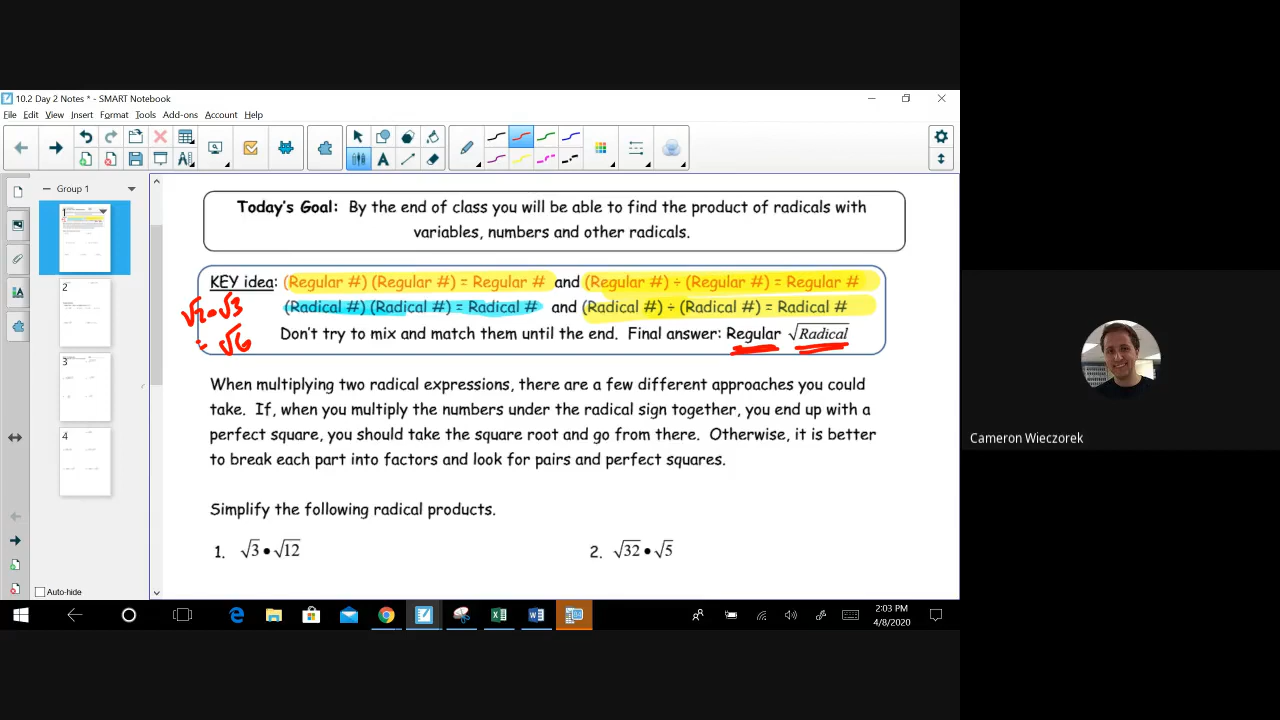 10.2 Day 2 Notes * - SMART Notebook
File Edit View Insert Format Tools Add-ons Account Help
Group 1
1
2
3
4
Auto-hide
Today's Goal: By the end of class you will be able to find the product of radicals with
variables, numbers and other radicals.
KEY idea: (Regular #) (Regular #) = Regular # and (Regular #) ÷ (Regular #) = Regular #
(Radical #) (Radical #) = Radical # and (Radical #) ÷ (Radical #) = Radical #
Don't try to mix and match them until the end. Final answer: Regular √Radical
√2 • √3
= √6
When multiplying two radical expressions, there are a few different approaches you could
take. If, when you multiply the numbers under the radical sign together, you end up with a
perfect square, you should take the square root and go from there. Otherwise, it is better
to break each part into factors and look for pairs and perfect squares.
Simplify the following radical products.
1. √3 • √12
2. √32 • √5
2:03 PM
4/8/2020
Cameron Wieczorek